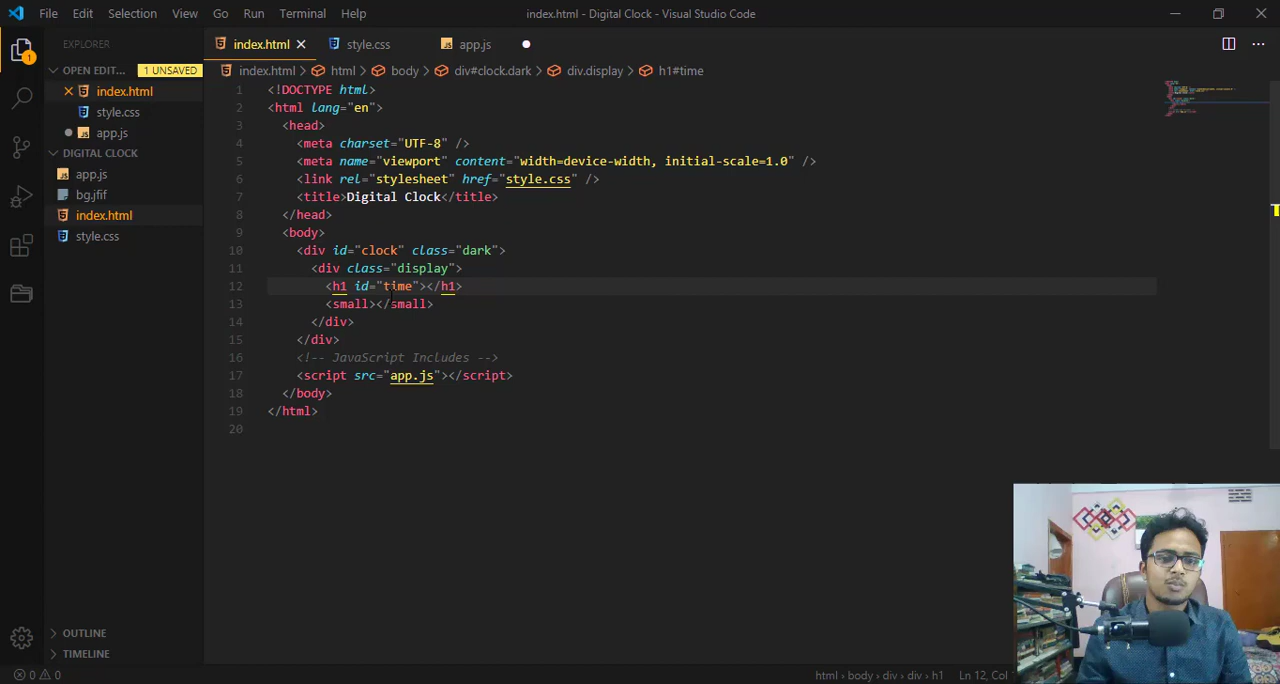 File Edit Selection View Go Run Terminal Help
index.html - Digital Clock - Visual Studio Code
EXPLORER
OPEN EDIT... 1 UNSAVED
index.html
style.css
app.js
DIGITAL CLOCK
app.js
bg.jfif
index.html
style.css
OUTLINE
TIMELINE
1
index.html style.css app.js
index.html > html > body > div#clock.dark > div.display > h1#time
1 <!DOCTYPE html>
2 <html lang="en">
3 <head>
4 <meta charset="UTF-8" />
5 <meta name="viewport" content="width=device-width, initial-scale=1.0" />
6 <link rel="stylesheet" href="style.css" />
7 <title>Digital Clock</title>
8 </head>
9 <body>
10 <div id="clock" class="dark">
11 <div class="display">
12 <h1 id="time"></h1>
13 <small></small>
14 </div>
15 </div>
16 <!-- JavaScript Includes -->
17 <script src="app.js"></script>
18 </body>
19 </html>
20
0 0 html › body › div › div › h1 Ln 12, Col